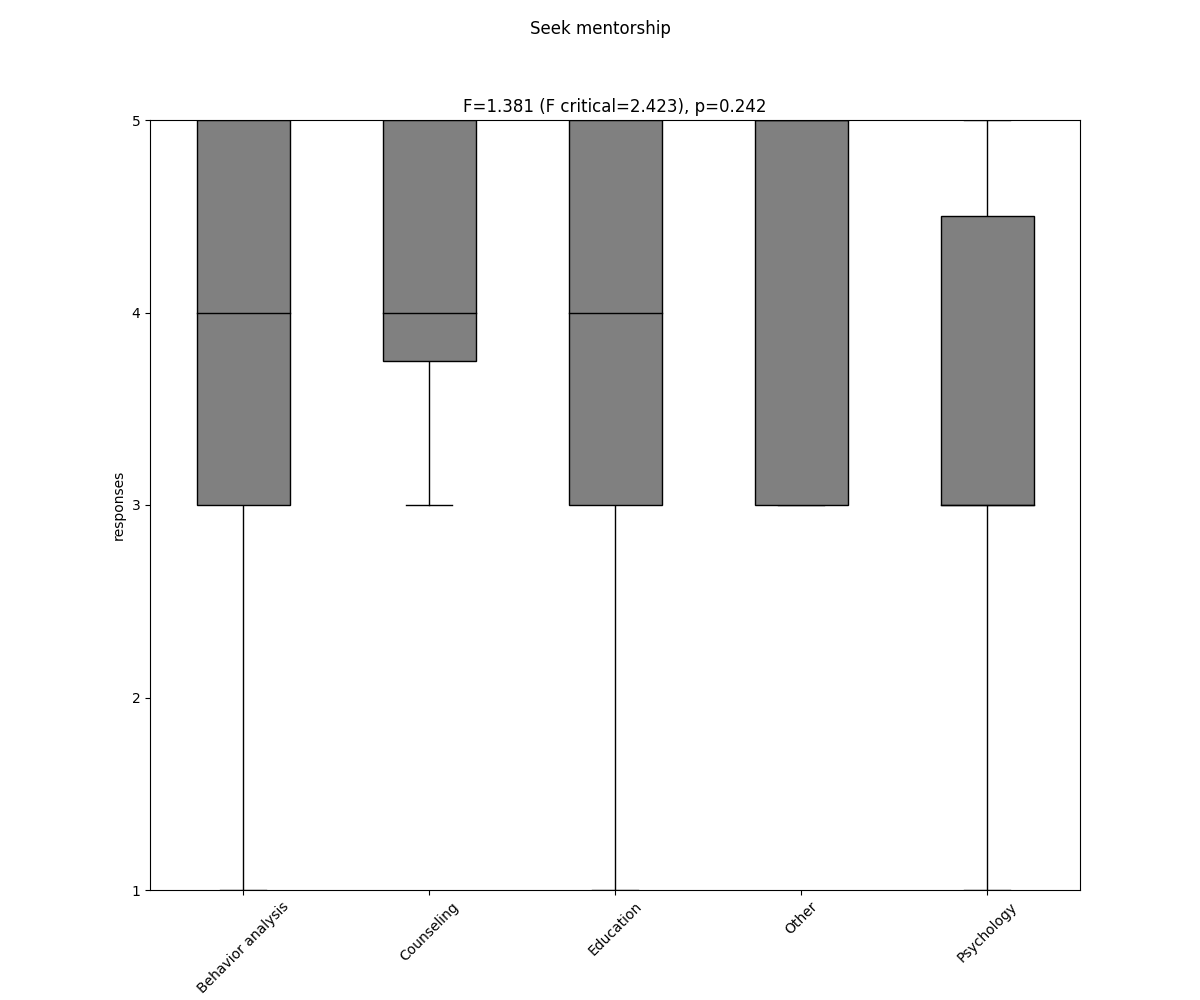 Seek mentorship
F=1.381 (F critical=2.423), p=0.242
5
4
3
2
1
responses
Behavior analysis
Counseling
Education
Other
Psychology